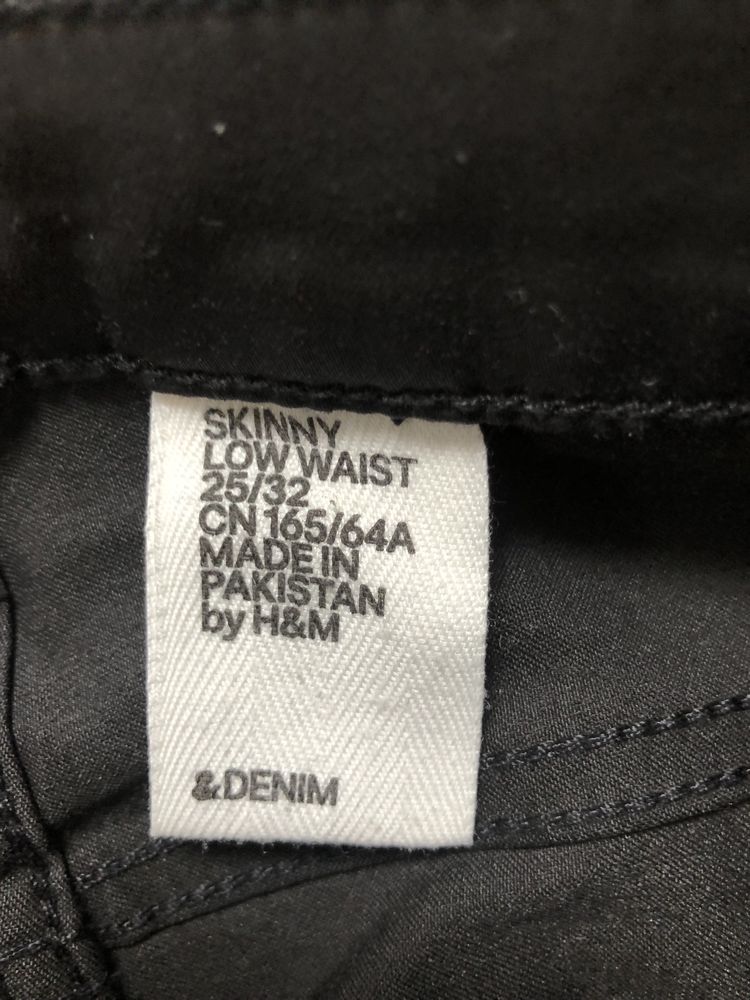 SKINNY
LOW WAIST
25/32
CN 165/64A
MADE IN
PAKISTAN
by H&M
&DENIM